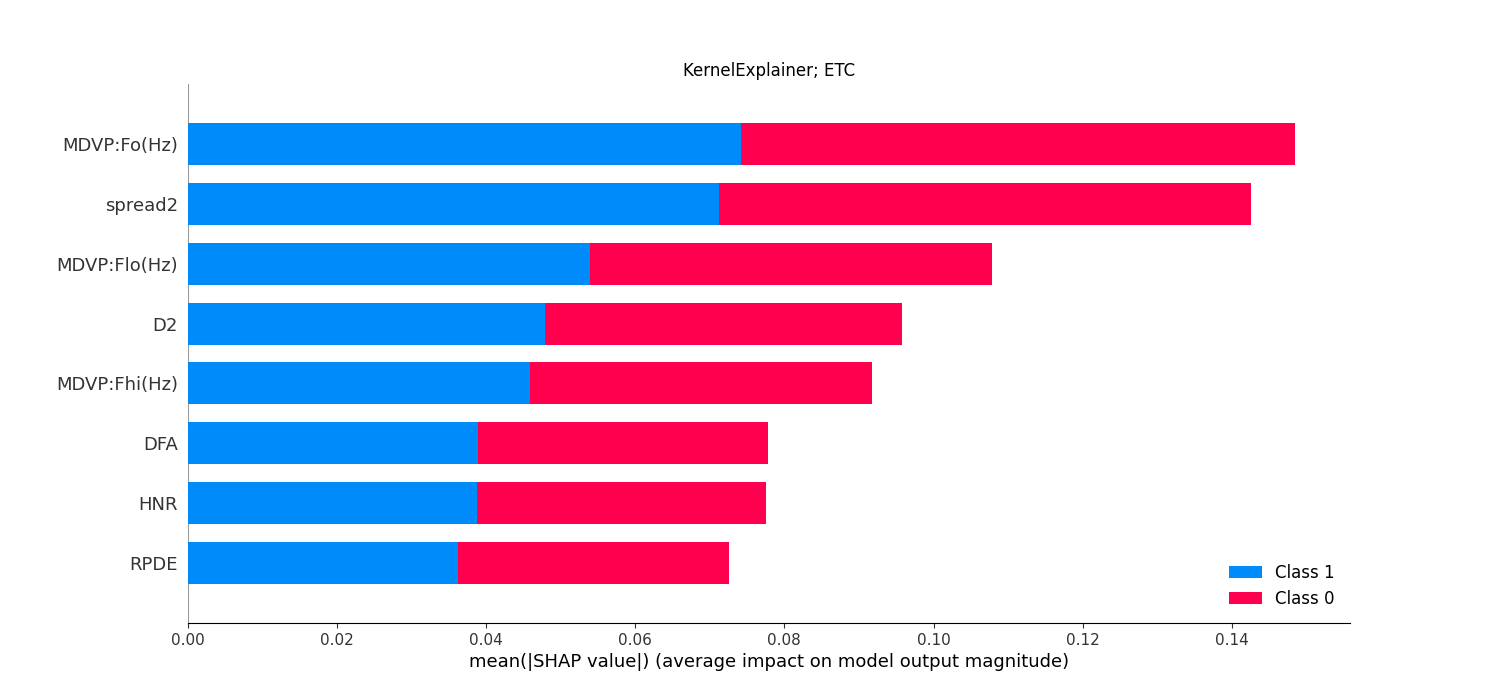 KernelExplainer; ETC
MDVP:Fo(Hz)
spread2
MDVP:Flo(Hz)
D2
MDVP:Fhi(Hz)
DFA
HNR
RPDE
Class 1
Class 0
0.00 0.02 0.04 0.06 0.08 0.10 0.12 0.14
mean(|SHAP value|) (average impact on model output magnitude)